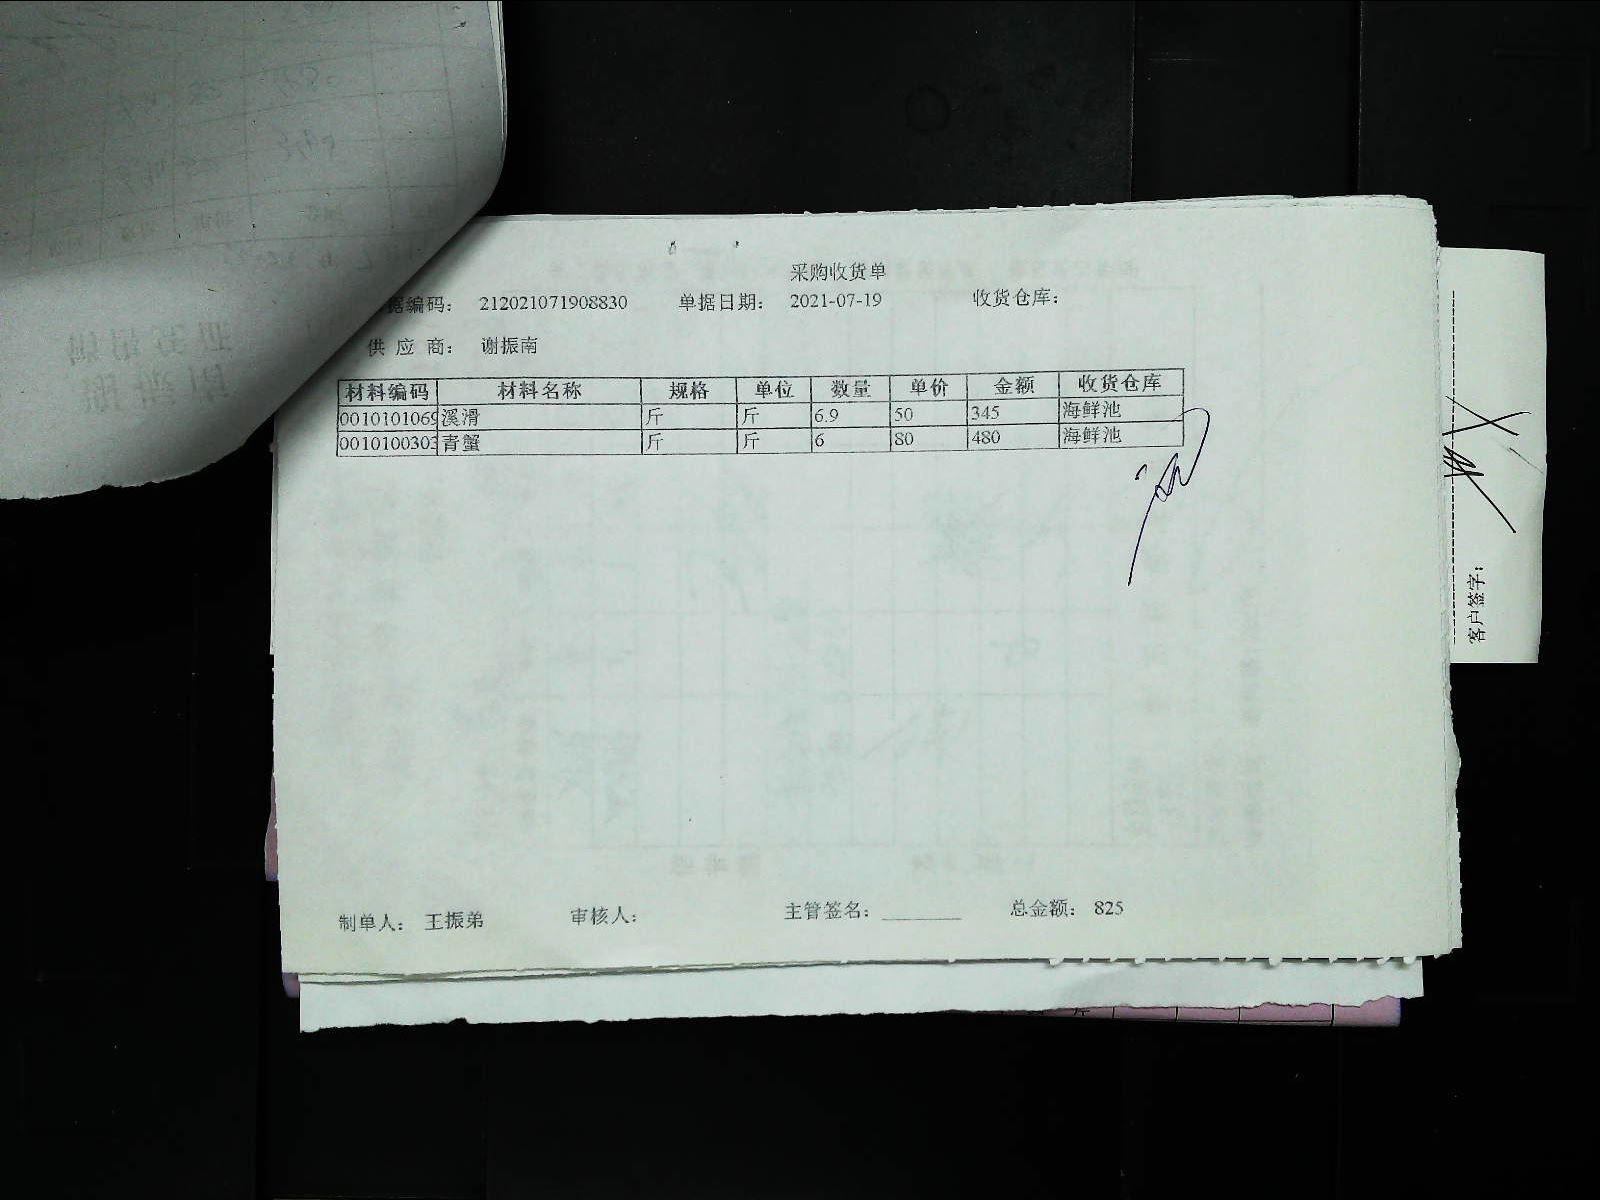 采购收货单
据编码： 212021071908830 单据日期： 2021-07-19 收货仓库：
供 应 商： 谢振南
材料编码 材料名称 规格 单位 数量 单价 金额 收货仓库
0010101069 溪滑 斤 斤 6.9 50 345 海鲜池
0010100303 青蟹 斤 斤 6 80 480 海鲜池
制单人： 王振弟 审核人： 主管签名： ________ 总金额： 825
客户签字：